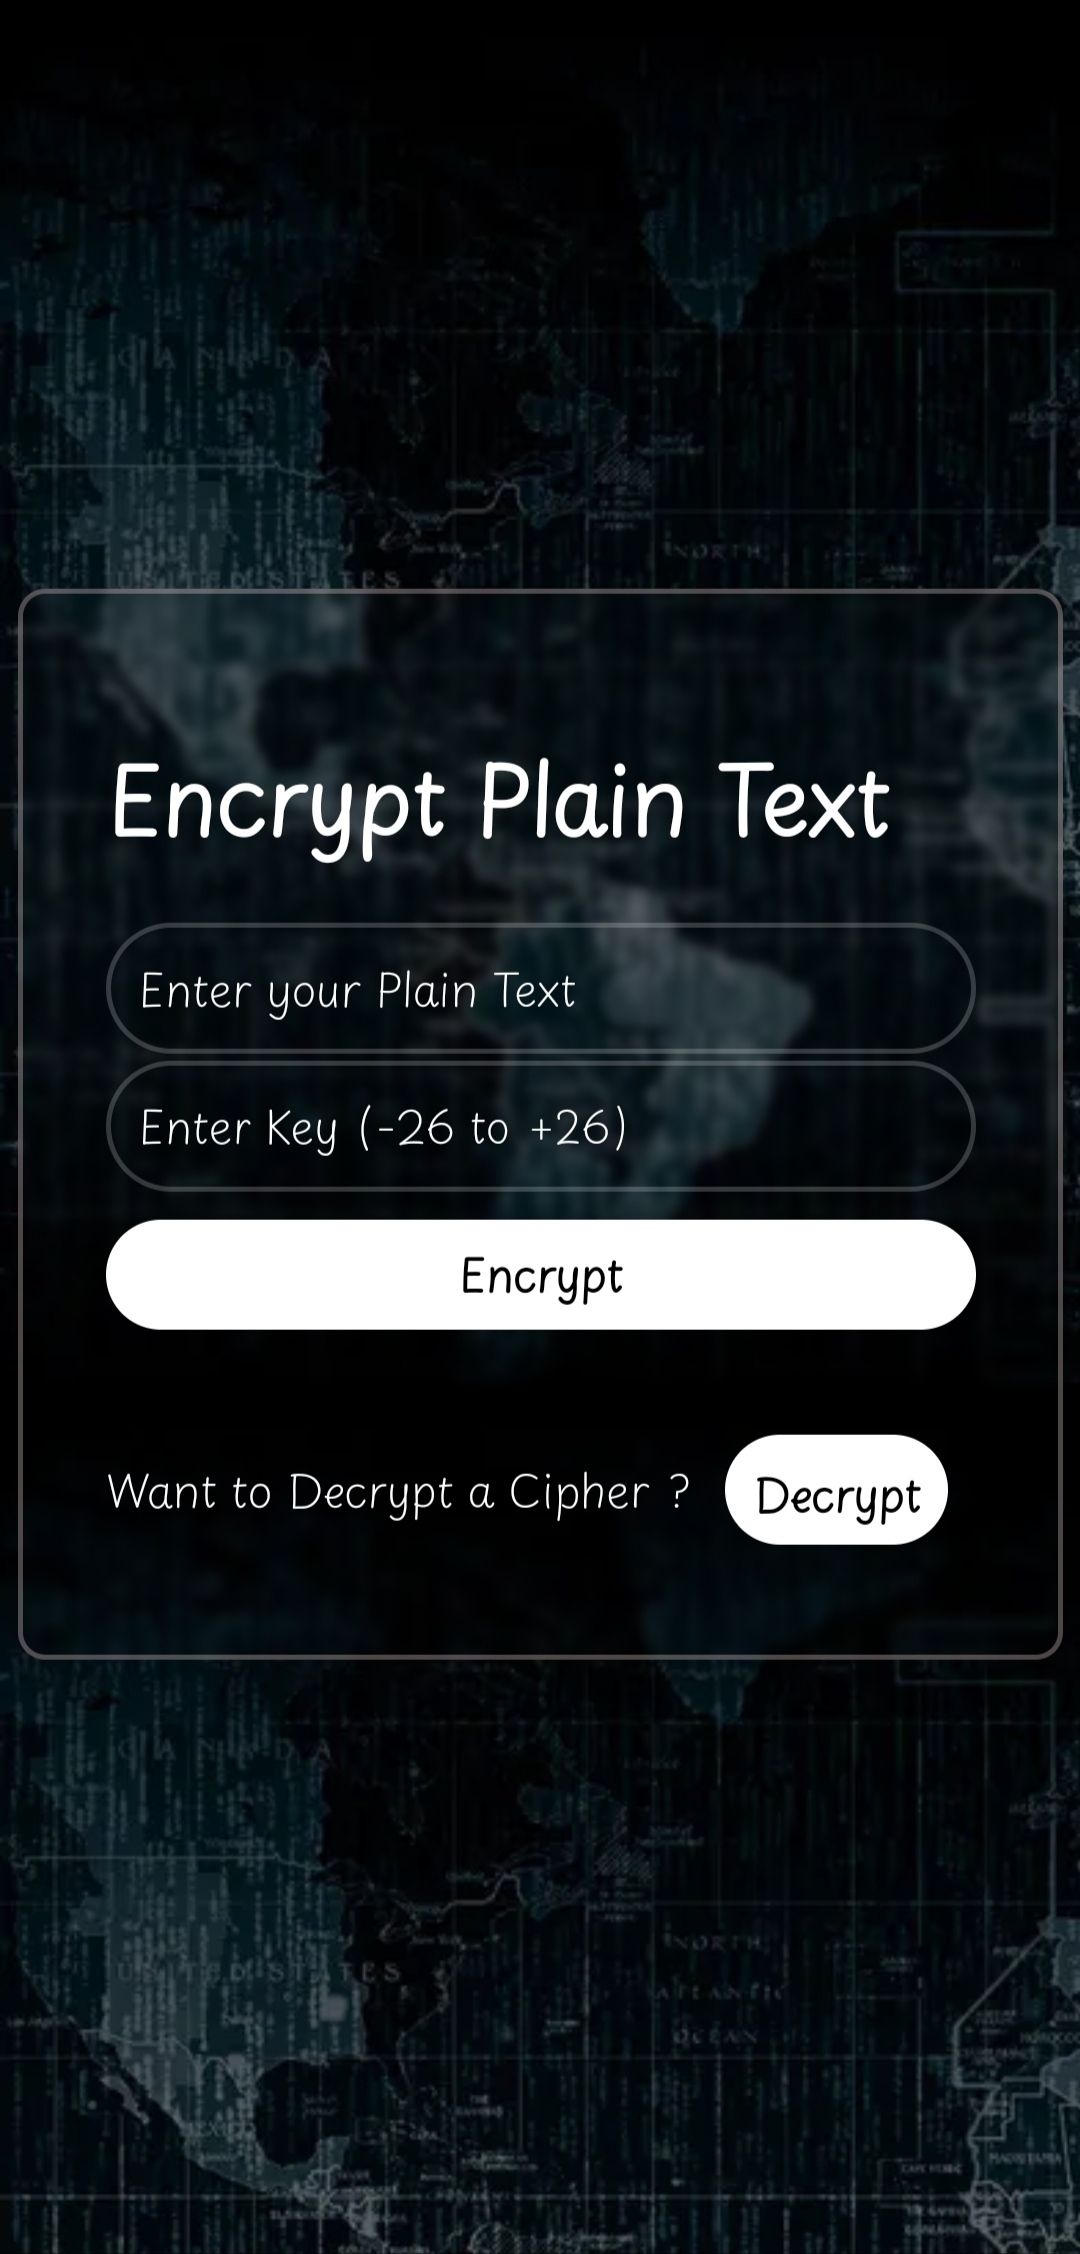 CANADA
NORTH
UNITED STATES
Encrypt Plain Text
Enter your Plain Text
Enter Key (-26 to +26)
Encrypt
Want to Decrypt a Cipher ?
Decrypt
CANADA
UNITED STATES
NORTH
ATLANTIC
OCEAN